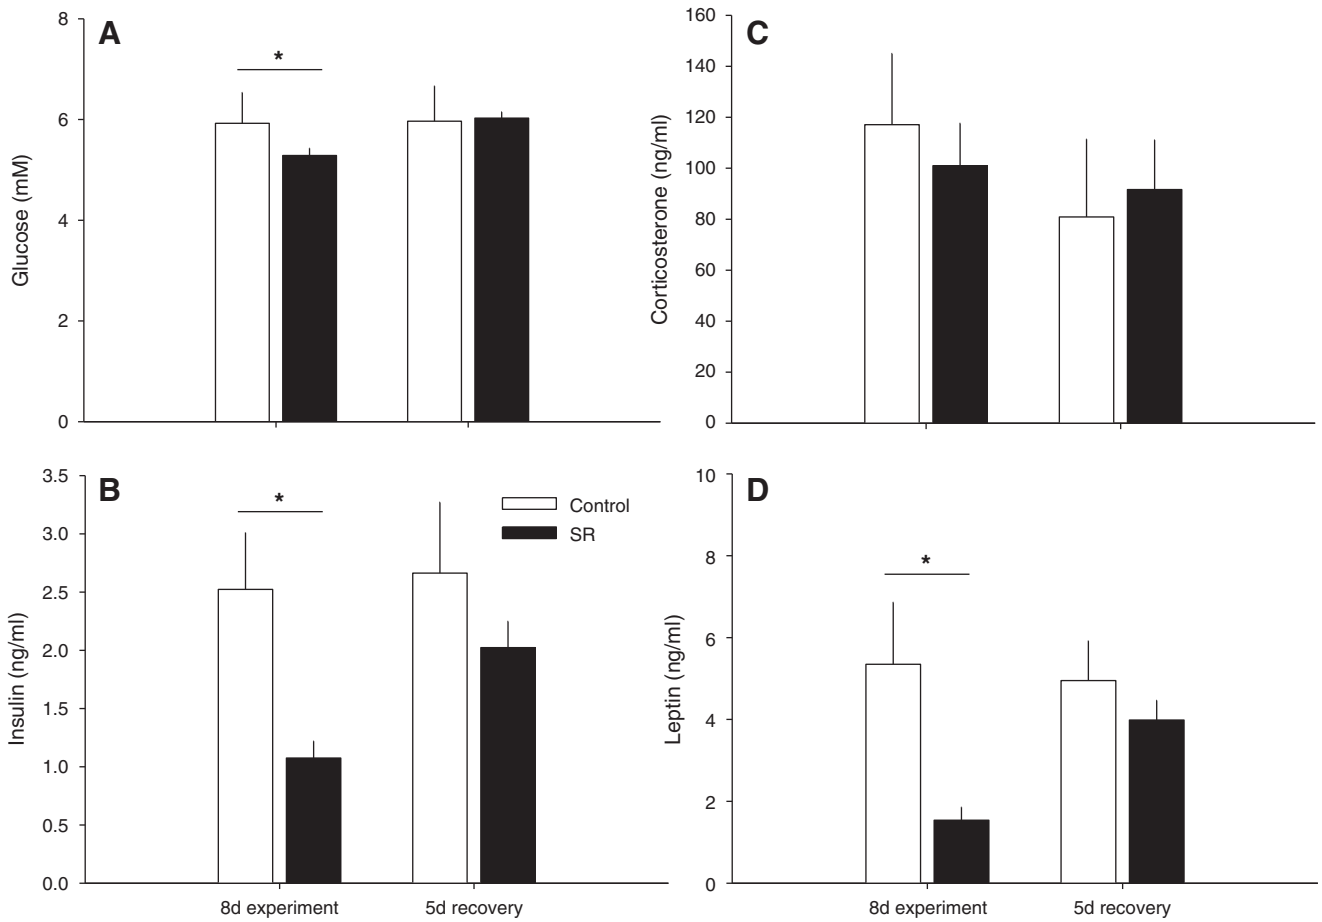 A
Glucose (mM)
8
6
4
2
0
*
C
Corticosterone (ng/ml)
160
140
120
100
80
60
40
20
0
B
Insulin (ng/ml)
3.5
3.0
2.5
2.0
1.5
1.0
0.5
0.0
*
Control
SR
8d experiment
5d recovery
D
Leptin (ng/ml)
10
8
6
4
2
0
*
8d experiment
5d recovery